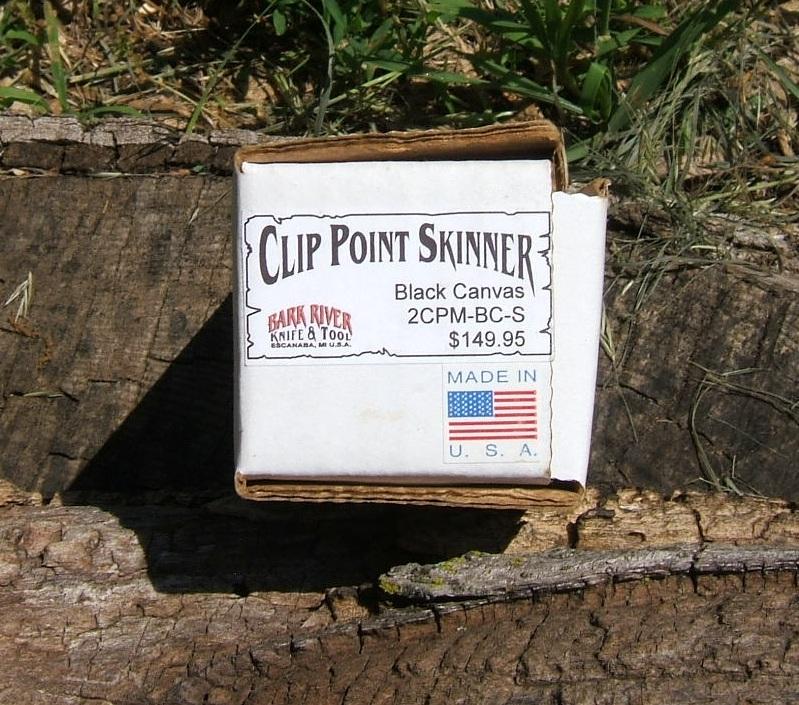 CLIP POINT SKINNER
Black Canvas
2CPM-BC-S
$149.95
BARK RIVER
KNIFE & TOOL
ESCANABA, MI U.S.A.
MADE IN
U. S. A.